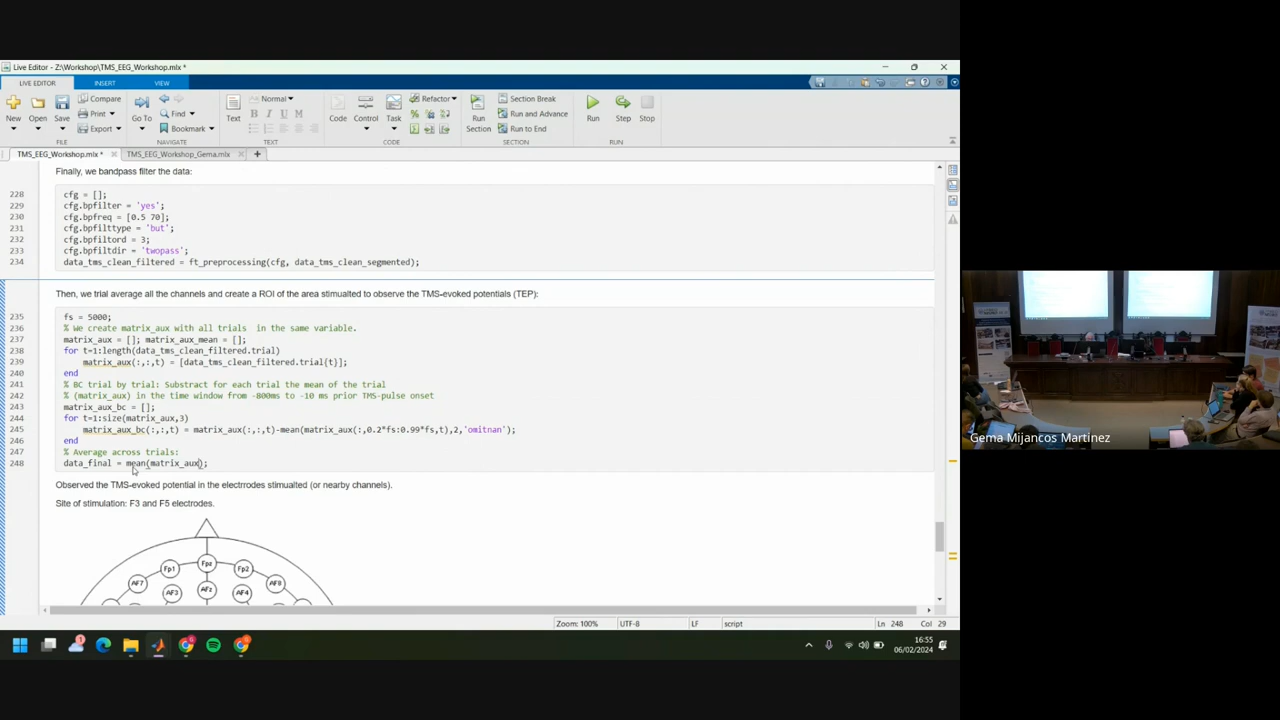 Live Editor - Z:\Workshop\TMS_EEG_Workshop.mlx *
LIVE EDITOR
INSERT
VIEW
New
Open
Save
Compare
Print
Export
FILE
Go To
Find
Bookmark
NAVIGATE
Text
Normal
B I U M
TEXT
Code
Control
Task
Refactor
CODE
Run Section
Section Break
Run and Advance
Run to End
SECTION
Run
Step
Stop
RUN
TMS_EEG_Workshop.mlx *
TMS_EEG_Workshop_Gema.mlx
Finally, we bandpass filter the data:
228 cfg = [];
229 cfg.bpfilter = 'yes';
230 cfg.bpfreq = [0.5 70];
231 cfg.bpfilttype = 'but';
232 cfg.bpfiltord = 3;
233 cfg.bpfiltdir = 'twopass';
234 data_tms_clean_filtered = ft_preprocessing(cfg, data_tms_clean_segmented);
Then, we trial average all the channels and create a ROI of the area stimualted to observe the TMS-evoked potentials (TEP):
235 fs = 5000;
236 % We create matrix_aux with all trials in the same variable.
237 matrix_aux = []; matrix_aux_mean = [];
238 for t=1:length(data_tms_clean_filtered.trial)
239 matrix_aux(:,:,t) = [data_tms_clean_filtered.trial{t}];
240 end
241 % BC trial by trial: Substract for each trial the mean of the trial
242 % (matrix_aux) in the time window from -800ms to -10 ms prior TMS-pulse onset
243 matrix_aux_bc = [];
244 for t=1:size(matrix_aux,3)
245 matrix_aux_bc(:,:,t) = matrix_aux(:,:,t)-mean(matrix_aux(:,0.2*fs:0.99*fs,t),2,'omitnan');
246 end
247 % Average across trials:
248 data_final = mean(matrix_aux);
Observed the TMS-evoked potential in the electrrodes stimualted (or nearby channels).
Site of stimulation: F3 and F5 electrodes.
Fp1 Fpz Fp2
AF7 AF3 AFz AF4 AF8
Zoom: 100%
UTF-8
LF
script
Ln 248 Col 29
16:55
06/02/2024
Gema Mijancos Martinez